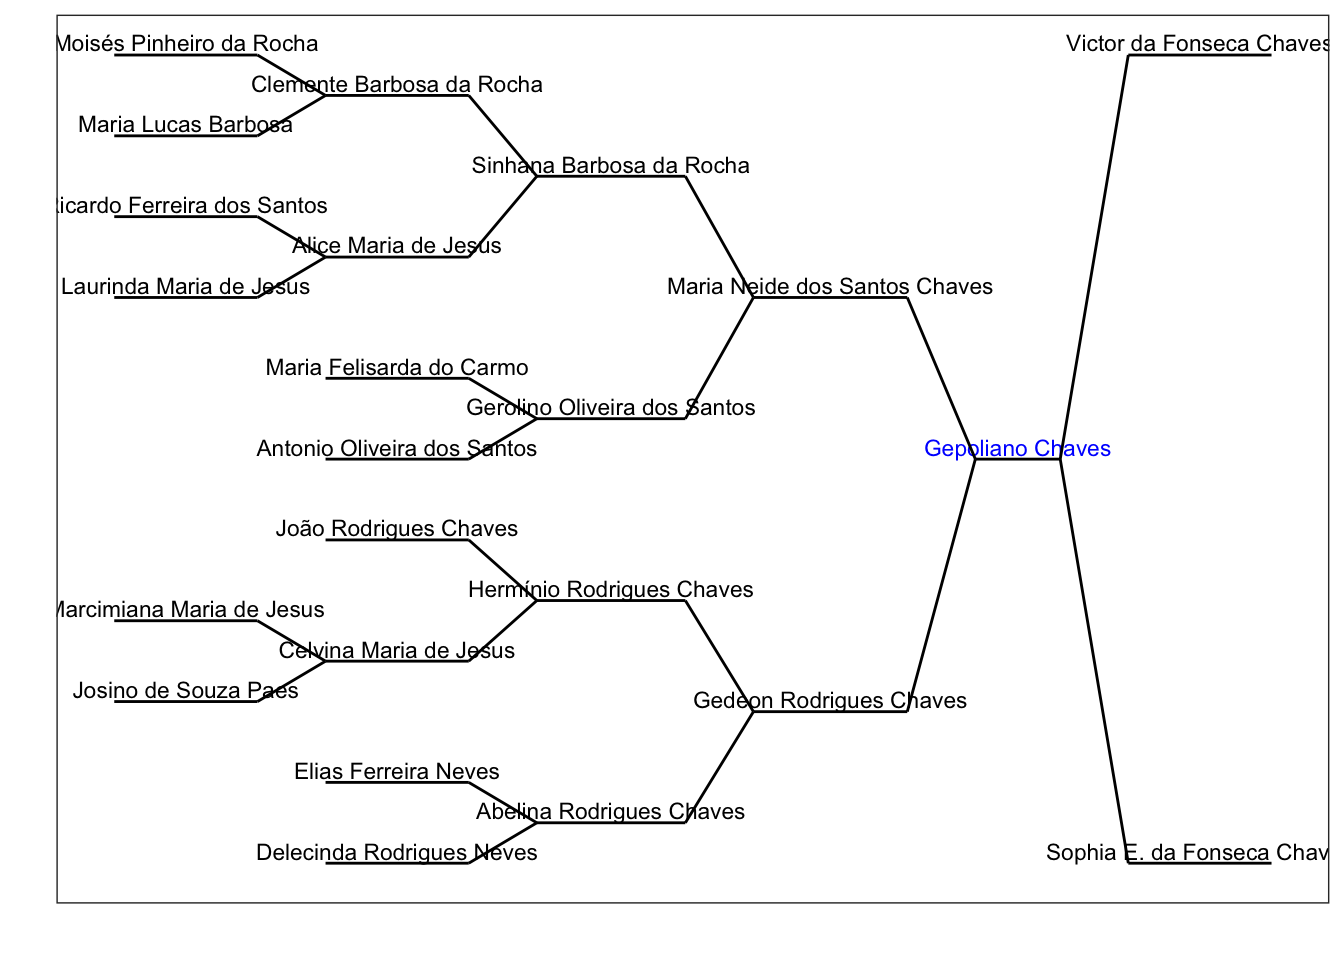 Moisés Pinheiro da Rocha
Victor da Fonseca Chaves
Clemente Barbosa da Rocha
Maria Lucas Barbosa
Sinhana Barbosa da Rocha
Ricardo Ferreira dos Santos
Alice Maria de Jesus
Laurinda Maria de Jesus
Maria Neide dos Santos Chaves
Maria Felisarda do Carmo
Gerolino Oliveira dos Santos
Antonio Oliveira dos Santos
Gepoliano Chaves
João Rodrigues Chaves
Hermínio Rodrigues Chaves
Marcimiana Maria de Jesus
Celvina Maria de Jesus
Josino de Souza Paes
Gedeon Rodrigues Chaves
Elias Ferreira Neves
Abelina Rodrigues Chaves
Delecinda Rodrigues Neves
Sophia E. da Fonseca Chav